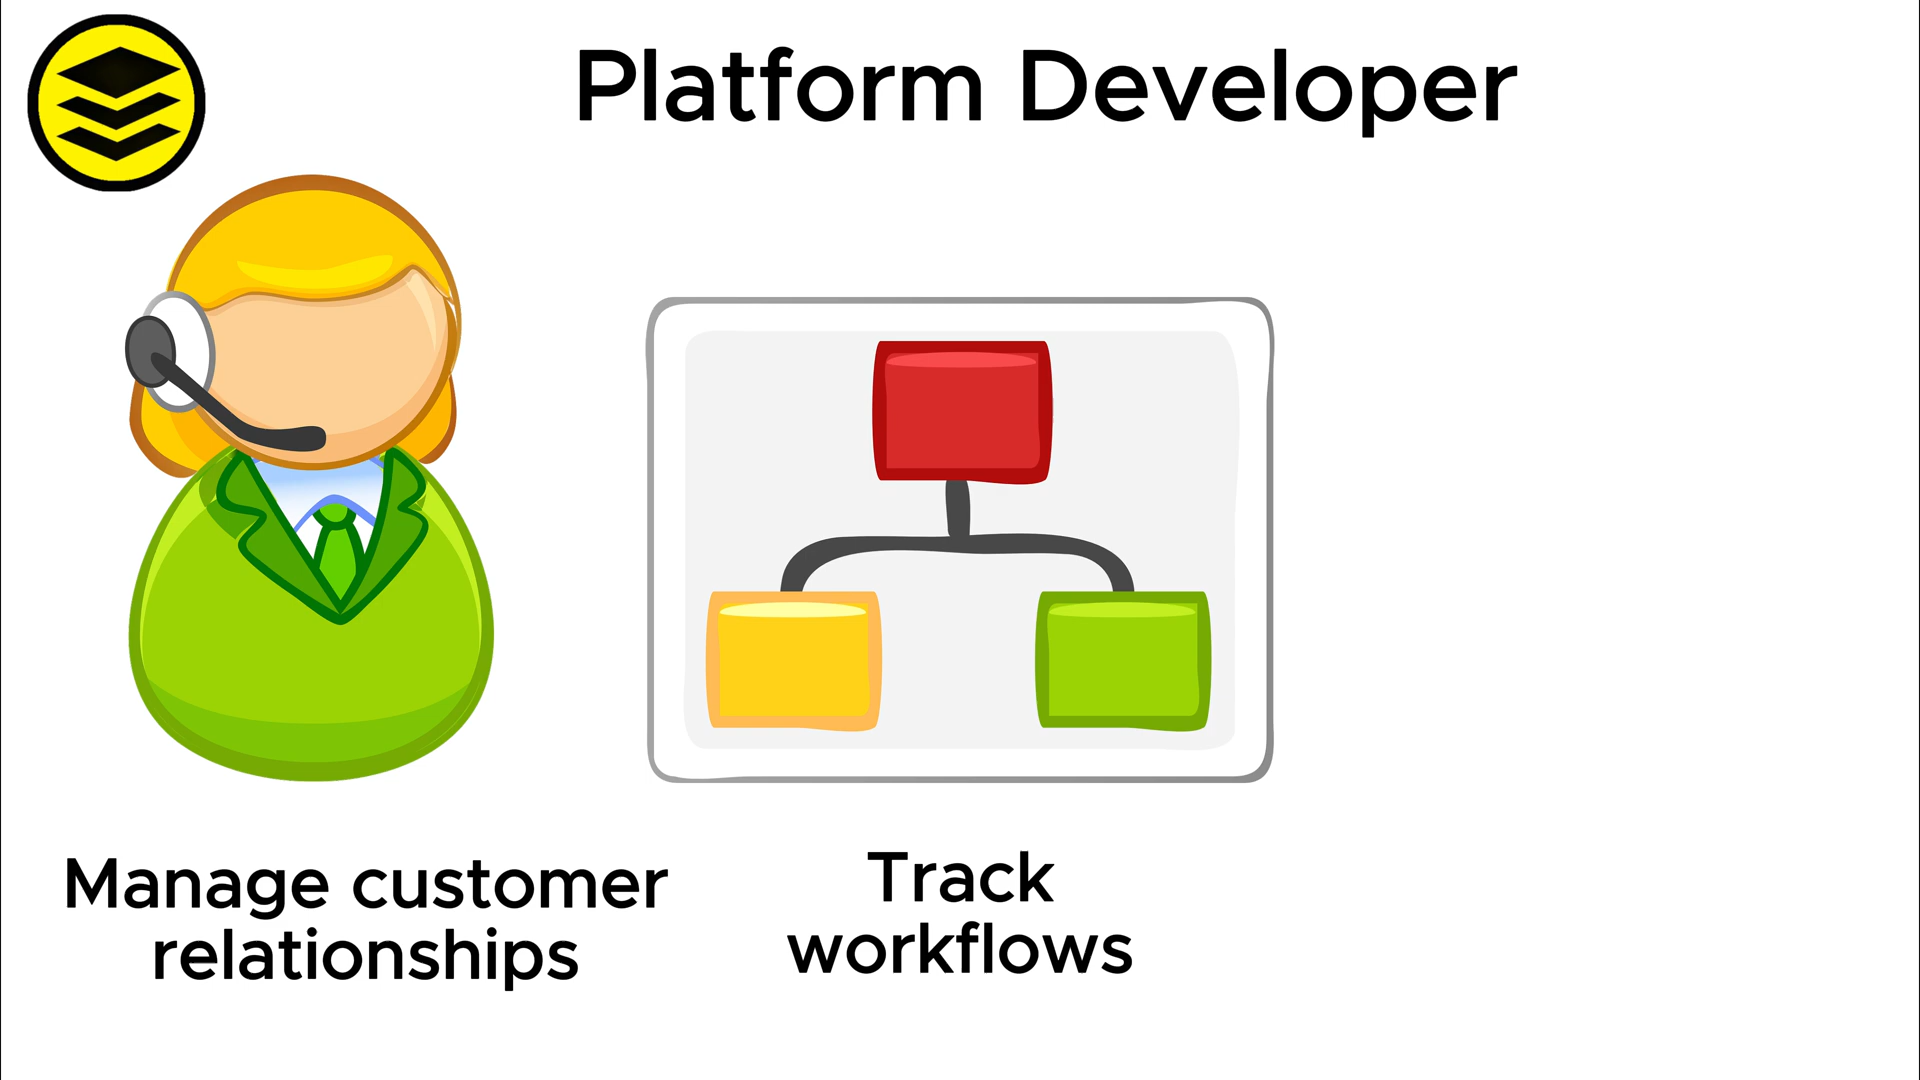 Platform Developer
Manage customer
relationships
Track
workflows